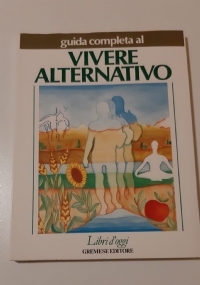 guida completa al
VIVERE
ALTERNATIVO
Libri d'oggi
GREMESE EDITORE